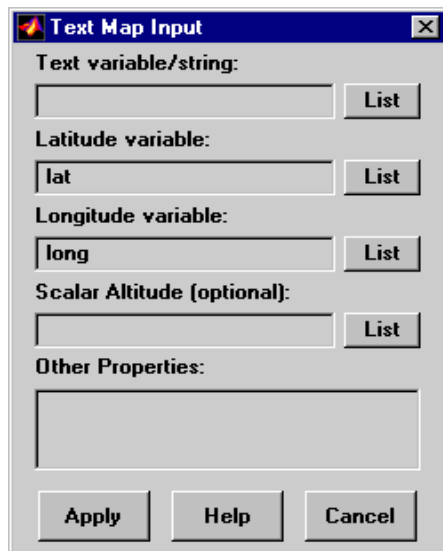 Text Map Input
Text variable/string:
List
Latitude variable:
lat List
Longitude variable:
long List
Scalar Altitude (optional):
List
Other Properties:
Apply Help Cancel